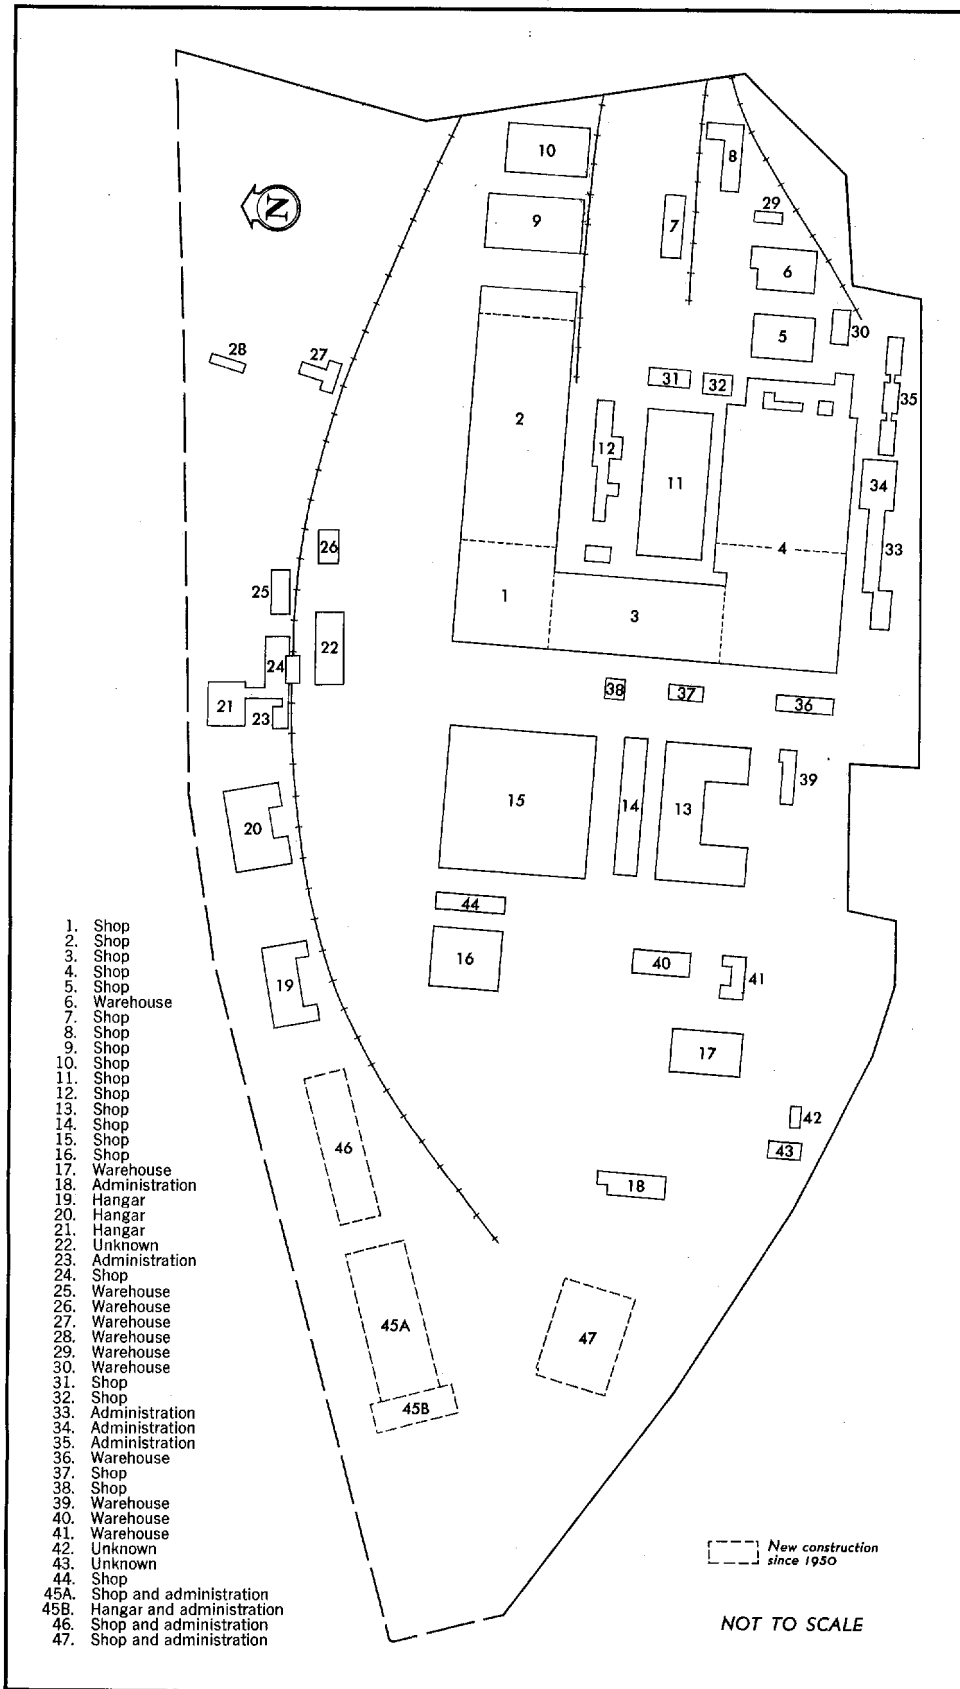 10
8
29
N
9
7
6
5
30
28
27
31
32
35
2
12
11
34
26
4
33
25
1
3
22
24
38
37
36
21
23
39
15
14
13
20
44
16
40
41
19
17
42
46
43
18
45A
47
45B
1. Shop
2. Shop
3. Shop
4. Shop
5. Shop
6. Warehouse
7. Shop
8. Shop
9. Shop
10. Shop
11. Shop
12. Shop
13. Shop
14. Shop
15. Shop
16. Shop
17. Warehouse
18. Administration
19. Hangar
20. Hangar
21. Hangar
22. Unknown
23. Administration
24. Shop
25. Warehouse
26. Warehouse
27. Warehouse
28. Warehouse
29. Warehouse
30. Warehouse
31. Shop
32. Shop
33. Administration
34. Administration
35. Administration
36. Warehouse
37. Shop
38. Shop
39. Warehouse
40. Warehouse
41. Warehouse
42. Unknown
43. Unknown
44. Shop
45A. Shop and administration
45B. Hangar and administration
46. Shop and administration
47. Shop and administration
New construction
since 1950
NOT TO SCALE